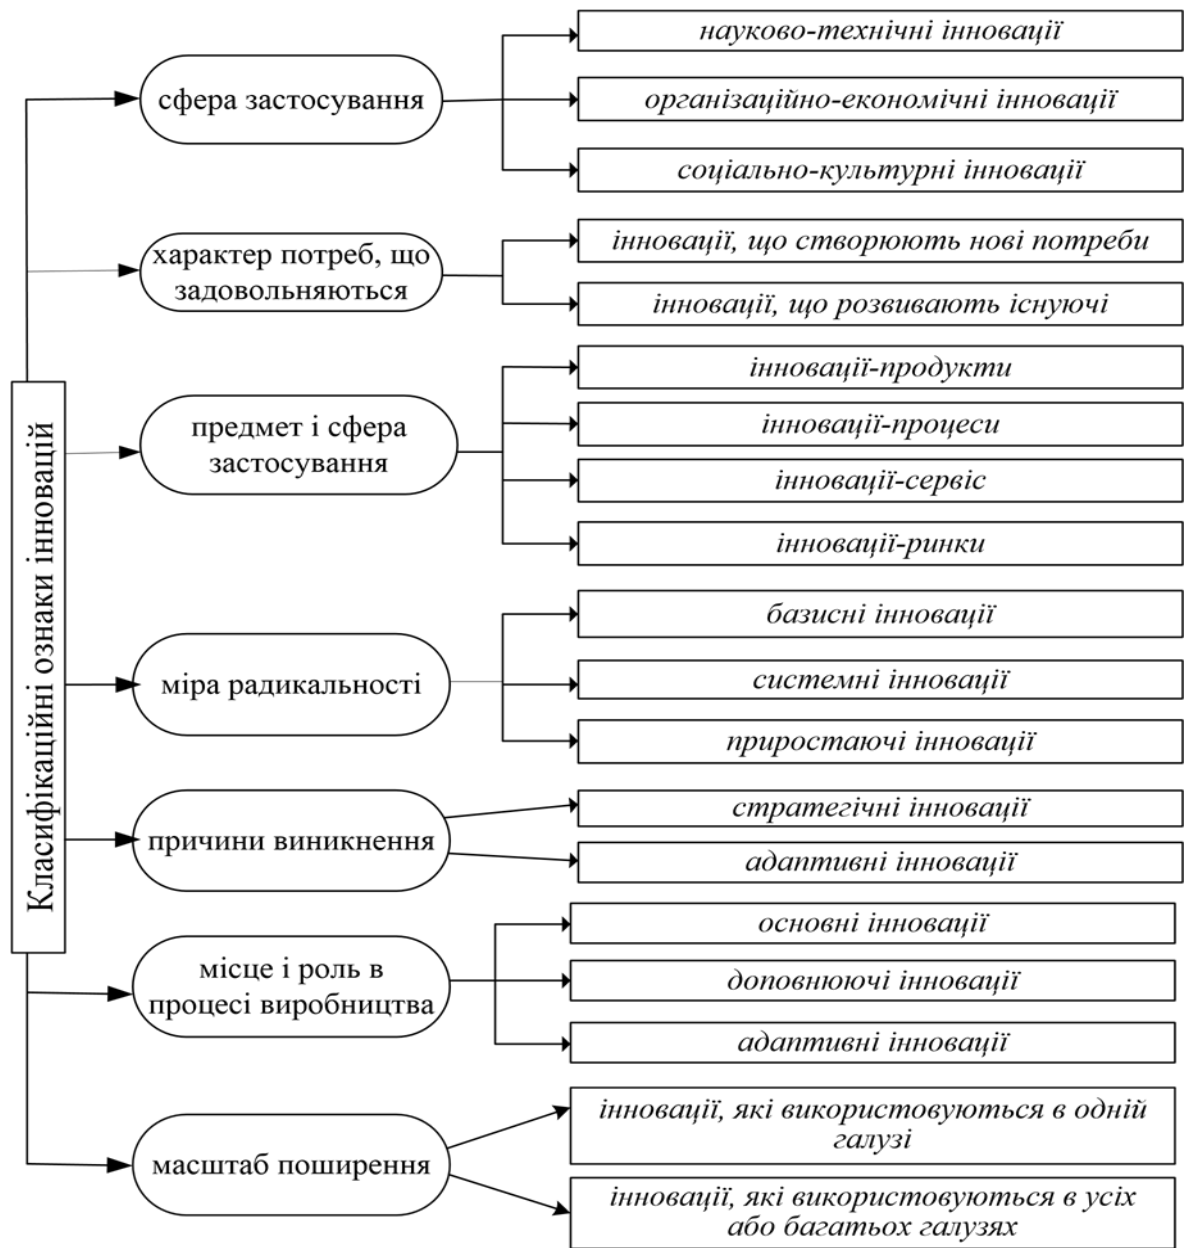 Класифікаційні ознаки інновацій
сфера застосування
науково-технічні інновації
організаційно-економічні інновації
соціально-культурні інновації
характер потреб, що
задовольняються
інновації, що створюють нові потреби
інновації, що розвивають існуючі
предмет і сфера
застосування
інновації-продукти
інновації-процеси
інновації-сервіс
інновації-ринки
міра радикальності
базисні інновації
системні інновації
приростаючі інновації
причини виникнення
стратегічні інновації
адаптивні інновації
місце і роль в
процесі виробництва
основні інновації
доповнюючі інновації
адаптивні інновації
масштаб поширення
інновації, які використовуються в одній
галузі
інновації, які використовуються в усіх
або багатьох галузях